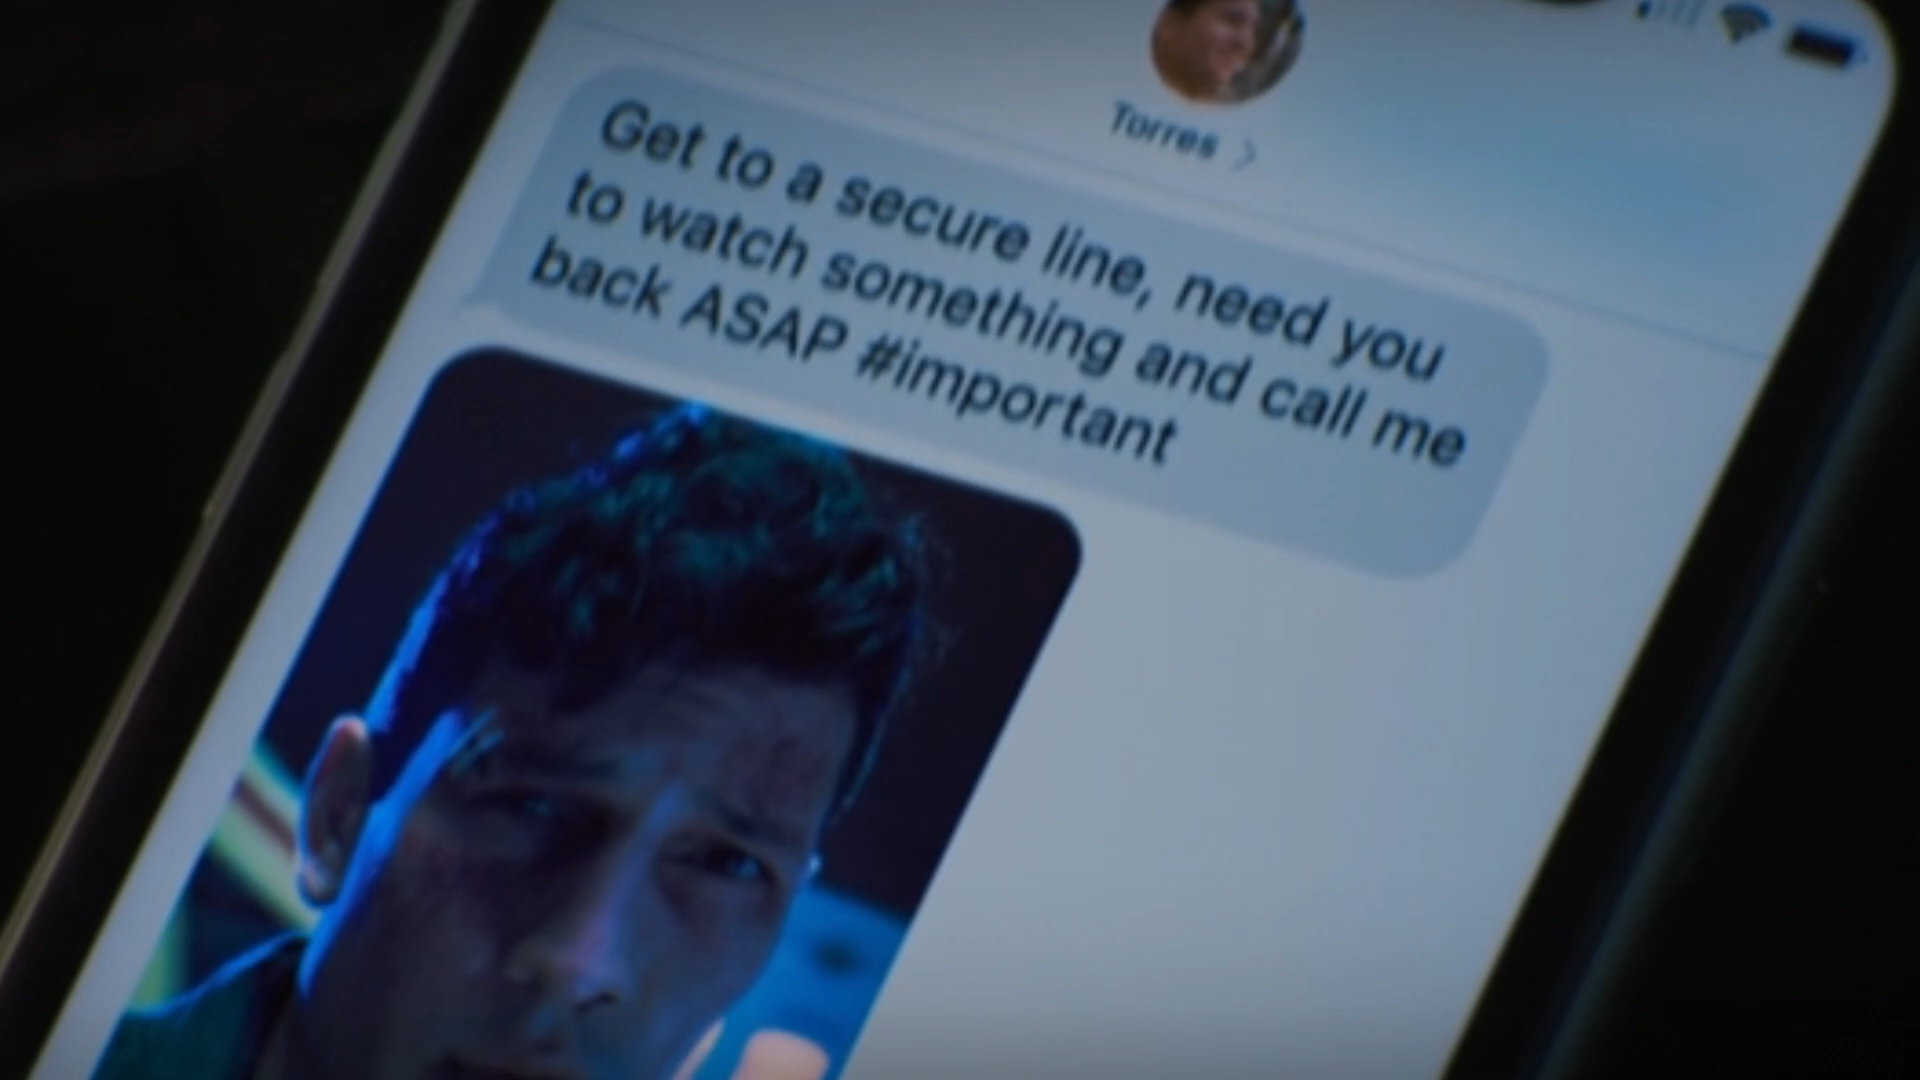 Torres
Get to a secure line, need you
to watch something and call me
back ASAP #important